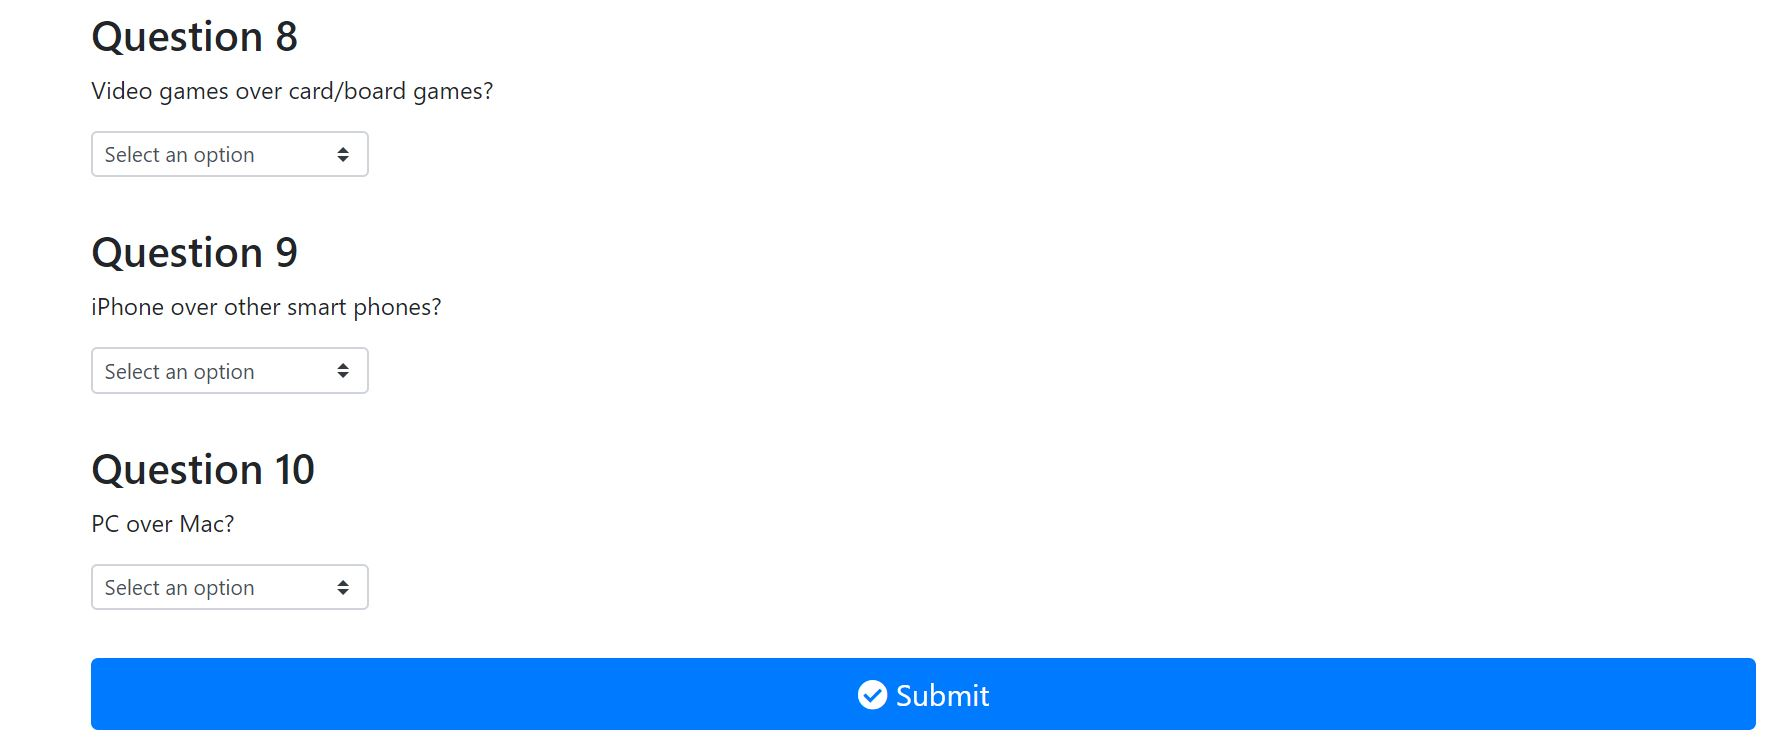 Question 8
Video games over card/board games?
Select an option
Question 9
iPhone over other smart phones?
Select an option
Question 10
PC over Mac?
Select an option
Submit